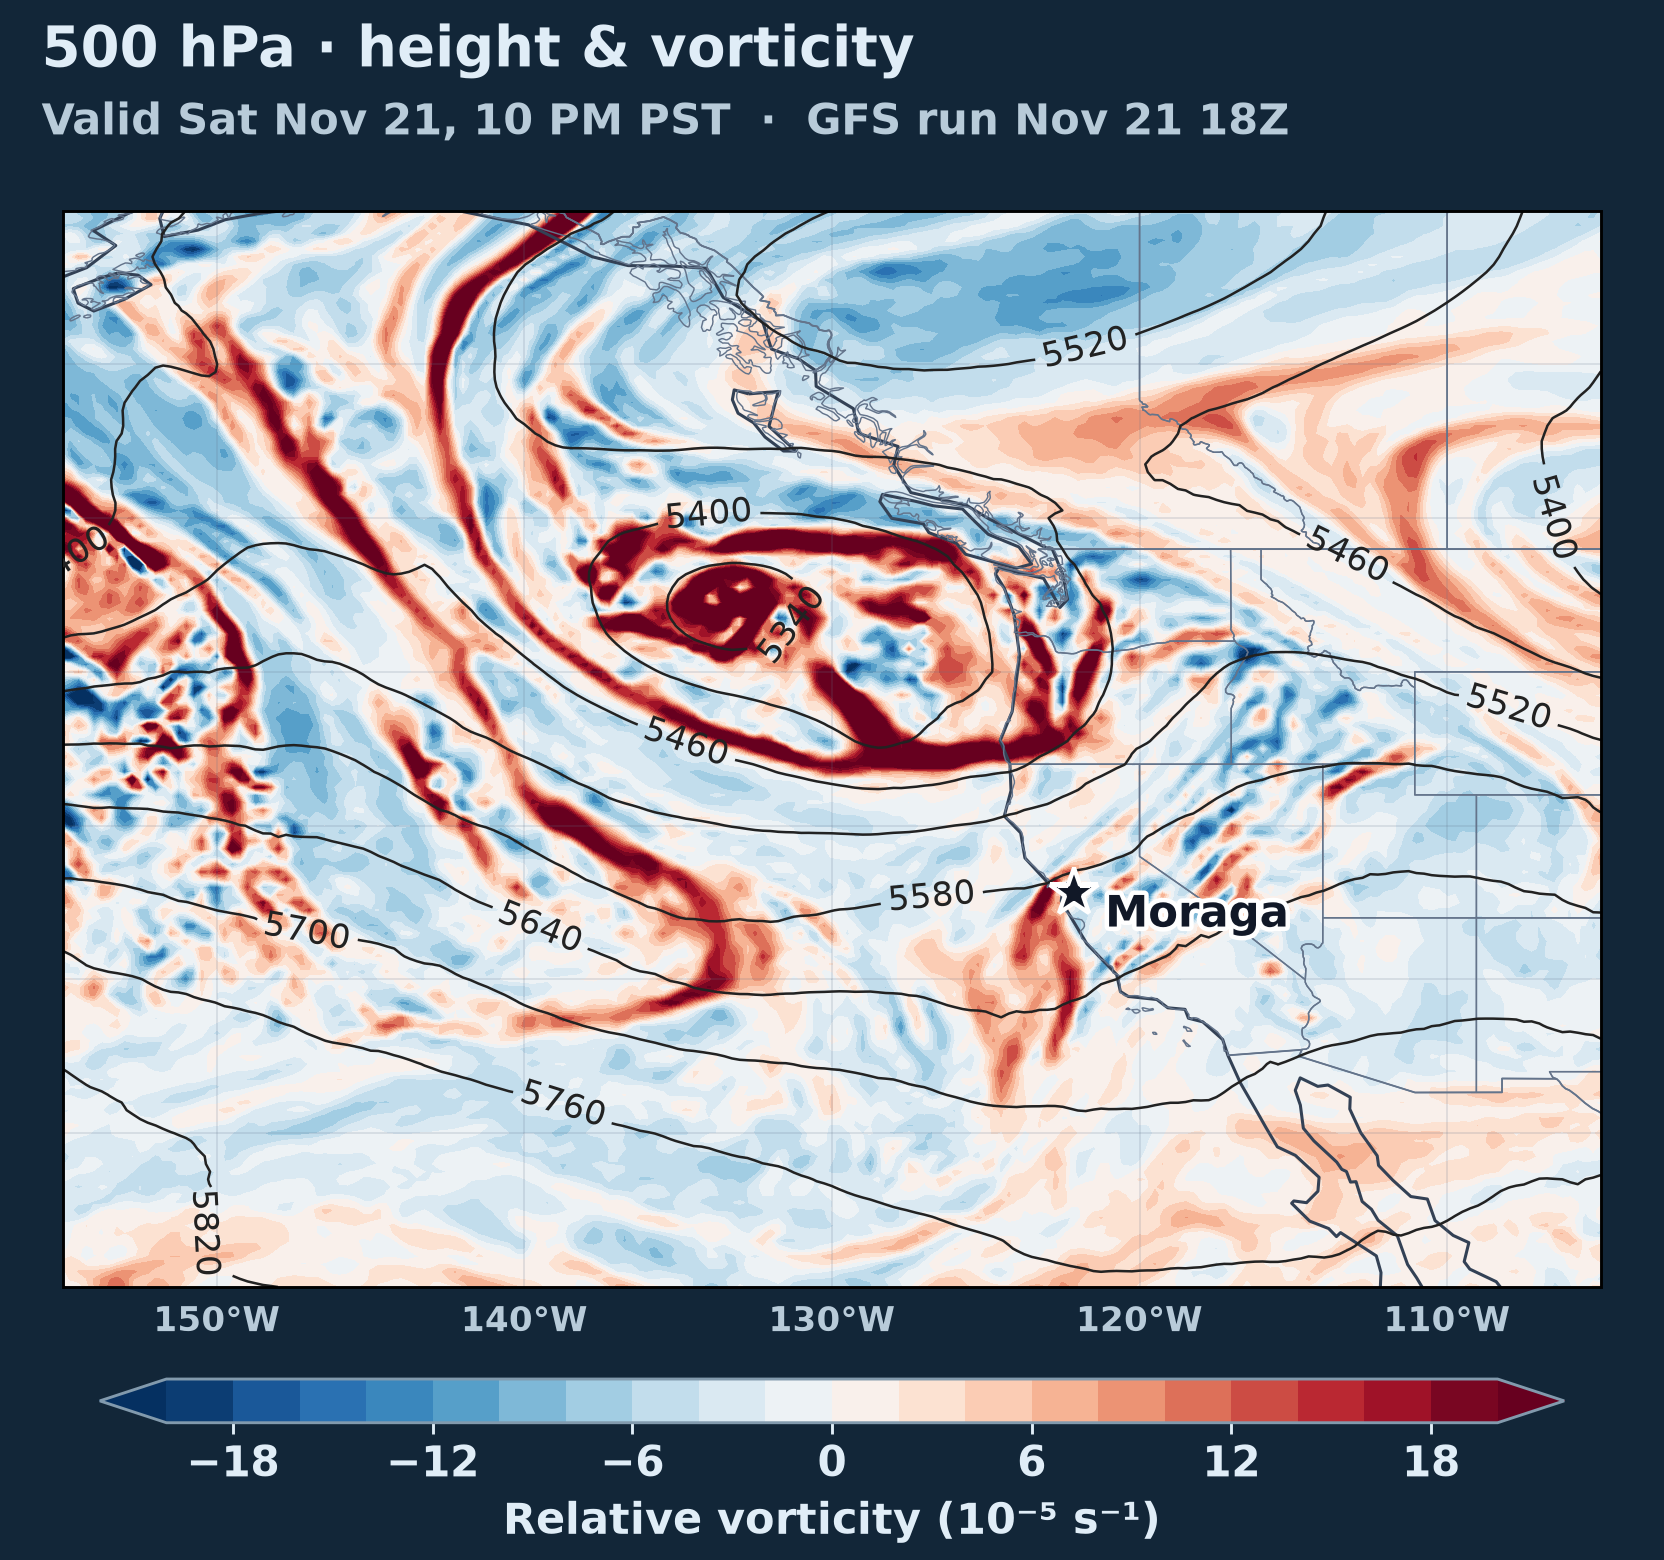 500 hPa · height & vorticity
Valid Sat Nov 21, 10 PM PST · GFS run Nov 21 18Z
5520
5400
5400
5460
5340
5520
5460
5580
Moraga
5640
5700
5760
5820
150°W 140°W 130°W 120°W 110°W
−18 −12 −6 0 6 12 18
Relative vorticity (10⁻⁵ s⁻¹)